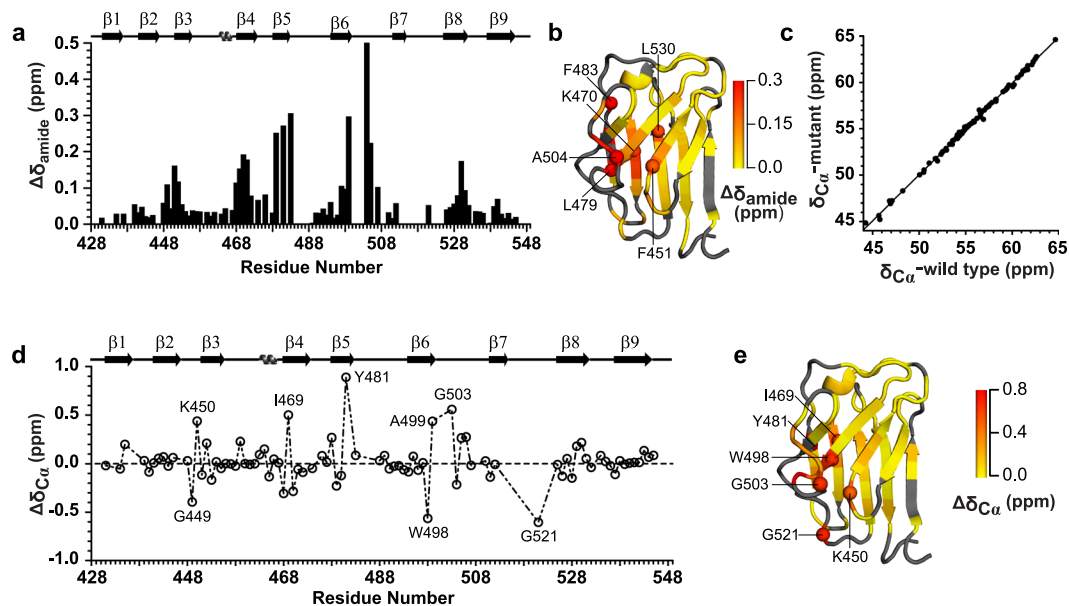 a
β1 β2 β3 β4 β5 β6 β7 β8 β9
0.5
0.4
0.3
0.2
0.1
0.0
Δδamide (ppm)
428 448 468 488 508 528 548
Residue Number
b
L530
F483
K470
A504
L479
F451
0.3
0.15
0.0
Δδamide
(ppm)
c
65
60
55
50
45
δCα-mutant (ppm)
45 50 55 60 65
δCα-wild type (ppm)
d
β1 β2 β3 β4 β5 β6 β7 β8 β9
1.0
0.5
0.0
-0.5
-1.0
ΔδCα (ppm)
Y481
K450
I469
A499
G503
G449
W498
G521
428 448 468 488 508 528 548
Residue Number
e
I469
Y481
W498
G503
G521
K450
0.8
0.4
0.0
ΔδCα (ppm)